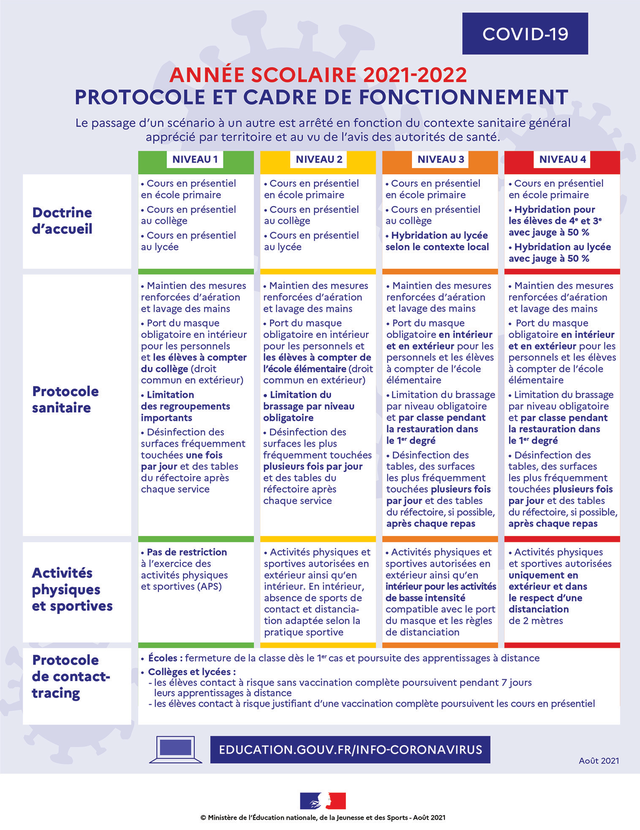 COVID-19
ANNÉE SCOLAIRE 2021-2022
PROTOCOLE ET CADRE DE FONCTIONNEMENT
Le passage d’un scénario à un autre est arrêté en fonction du contexte sanitaire général
apprécié par territoire et au vu de l’avis des autorités de santé.
NIVEAU 1
NIVEAU 2
NIVEAU 3
NIVEAU 4
Doctrine
d’accueil
• Cours en présentiel
en école primaire
• Cours en présentiel
au collège
• Cours en présentiel
au lycée
• Cours en présentiel
en école primaire
• Cours en présentiel
au collège
• Cours en présentiel
au lycée
• Cours en présentiel
en école primaire
• Cours en présentiel
au collège
• Hybridation au lycée
selon le contexte local
• Cours en présentiel
en école primaire
• Hybridation pour
les élèves de 4e et 3e
avec jauge à 50 %
• Hybridation au lycée
avec jauge à 50 %
Protocole
sanitaire
• Maintien des mesures
renforcées d’aération
et lavage des mains
• Port du masque
obligatoire en intérieur
pour les personnels
et les élèves à compter
du collège (droit
commun en extérieur)
• Limitation
des regroupements
importants
• Désinfection des
surfaces fréquemment
touchées une fois
par jour et des tables
du réfectoire après
chaque service
• Maintien des mesures
renforcées d’aération
et lavage des mains
• Port du masque
obligatoire en intérieur
pour les personnels et
les élèves à compter de
l’école élémentaire (droit
commun en extérieur)
• Limitation du
brassage par niveau
obligatoire
• Désinfection des
surfaces les plus
fréquemment touchées
plusieurs fois par jour
et des tables du
réfectoire après
chaque service
• Maintien des mesures
renforcées d’aération
et lavage des mains
• Port du masque
obligatoire en intérieur
et en extérieur pour les
personnels et les élèves
à compter de l’école
élémentaire
• Limitation du brassage
par niveau obligatoire
et par classe pendant
la restauration dans
le 1er degré
• Désinfection des
tables, des surfaces
les plus fréquemment
touchées plusieurs fois
par jour et des tables
du réfectoire, si possible,
après chaque repas
• Maintien des mesures
renforcées d’aération
et lavage des mains
• Port du masque
obligatoire en intérieur
et en extérieur pour les
personnels et les élèves
à compter de l’école
élémentaire
• Limitation du brassage
par niveau obligatoire
et par classe pendant
la restauration dans
le 1er degré
• Désinfection des
tables, des surfaces
les plus fréquemment
touchées plusieurs fois
par jour et des tables
du réfectoire, si possible,
après chaque repas
Activités
physiques
et sportives
• Pas de restriction
à l’exercice des
activités physiques
et sportives (APS)
• Activités physiques et
sportives autorisées en
extérieur ainsi qu’en
intérieur. En intérieur,
absence de sports de
contact et distancia-
tion adaptée selon la
pratique sportive
• Activités physiques et
sportives autorisées en
extérieur ainsi qu’en
intérieur pour les activités
de basse intensité
compatible avec le port
du masque et les règles
de distanciation
• Activités physiques
et sportives autorisées
uniquement en
extérieur et dans
le respect d’une
distanciation
de 2 mètres
Protocole
de contact-
tracing
• Écoles : fermeture de la classe dès le 1er cas et poursuite des apprentissages à distance
• Collèges et lycées :
- les élèves contact à risque sans vaccination complète poursuivent pendant 7 jours
leurs apprentissages à distance
- les élèves contact à risque justifiant d’une vaccination complète poursuivent les cours en présentiel
EDUCATION.GOUV.FR/INFO-CORONAVIRUS
Août 2021
© Ministère de l’Éducation nationale, de la Jeunesse et des Sports - Août 2021